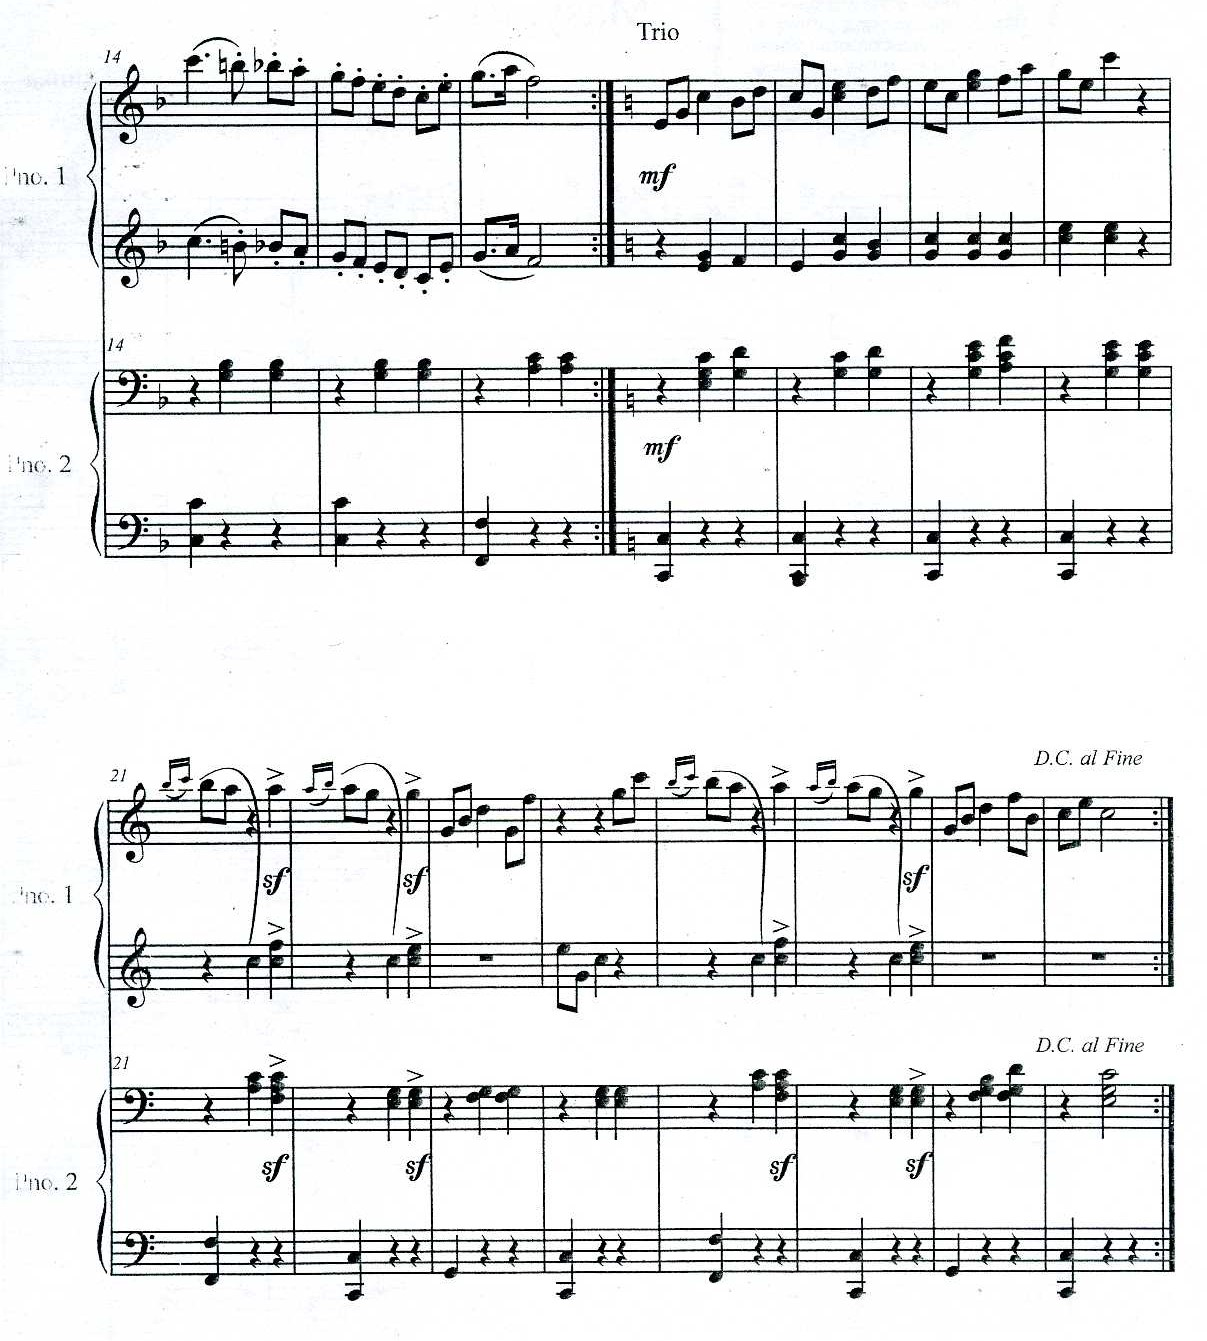 Trio
14
Pno. 1
mf
14
Pno. 2
mf
D.C. al Fine
21
Pno. 1
sf sf sf
D.C. al Fine
21
Pno. 2
sf sf sf sf